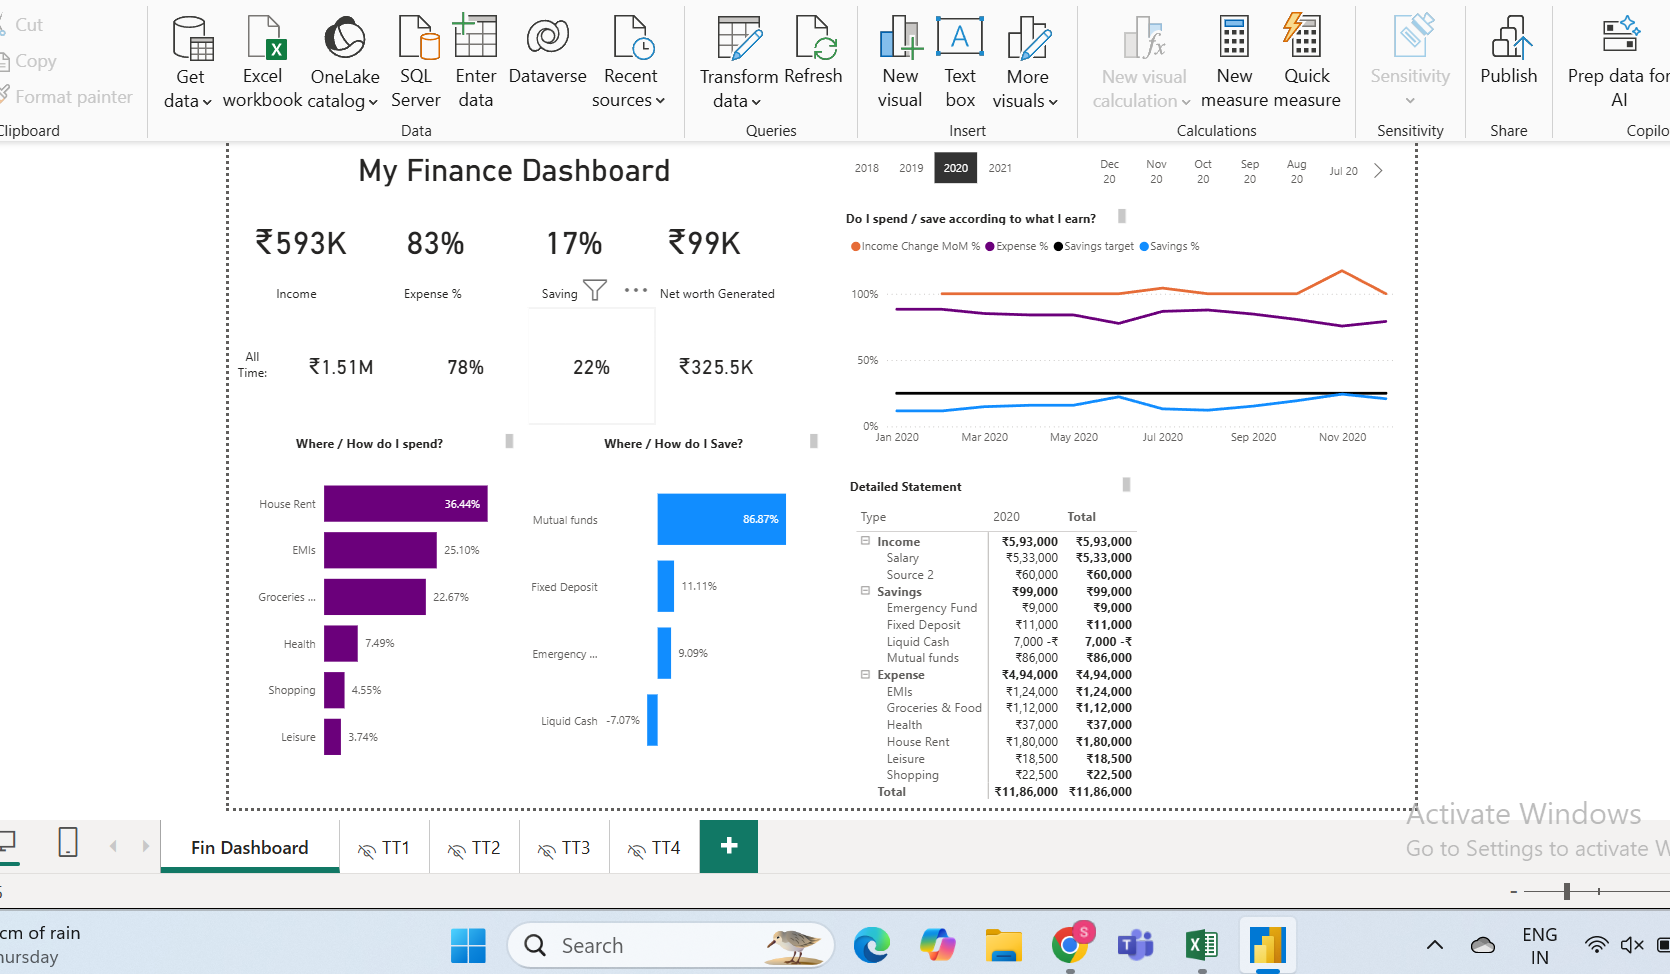 Cut
Copy
Format painter
Clipboard
Get data
Excel workbook
OneLake catalog
SQL Server
Enter data
Dataverse
Recent sources
Data
Transform data
Refresh
Queries
New visual
A
Text box
More visuals
Insert
fx
New visual calculation
New measure
Quick measure
Calculations
Sensitivity
Sensitivity
Publish
Share
Prep data for AI
Copilo
My Finance Dashboard
2018 2019 2020 2021
Dec 20
Nov 20
Oct 20
Sep 20
Aug 20
Jul 20
₹593K 83% 17% ₹99K
Income Expense % Saving Net worth Generated
All Time: ₹1.51M 78% 22% ₹325.5K
Do I spend / save according to what I earn?
Income Change MoM % Expense % Savings target Savings %
100%
50%
0%
Jan 2020 Mar 2020 May 2020 Jul 2020 Sep 2020 Nov 2020
Where / How do I spend?
House Rent 36.44%
EMIs 25.10%
Groceries ... 22.67%
Health 7.49%
Shopping 4.55%
Leisure 3.74%
Where / How do I Save?
Mutual funds 86.87%
Fixed Deposit 11.11%
Emergency ... 9.09%
Liquid Cash -7.07%
Detailed Statement
Type 2020 Total
Income ₹5,93,000 ₹5,93,000
Salary ₹5,33,000 ₹5,33,000
Source 2 ₹60,000 ₹60,000
Savings ₹99,000 ₹99,000
Emergency Fund ₹9,000 ₹9,000
Fixed Deposit ₹11,000 ₹11,000
Liquid Cash 7,000 -₹ 7,000 -₹
Mutual funds ₹86,000 ₹86,000
Expense ₹4,94,000 ₹4,94,000
EMIs ₹1,24,000 ₹1,24,000
Groceries & Food ₹1,12,000 ₹1,12,000
Health ₹37,000 ₹37,000
House Rent ₹1,80,000 ₹1,80,000
Leisure ₹18,500 ₹18,500
Shopping ₹22,500 ₹22,500
Total ₹11,86,000 ₹11,86,000
Activate Windows
Go to Settings to activate W
Fin Dashboard TT1 TT2 TT3 TT4 +
cm of rain
ursday
Search
S
T
X
ENG
IN